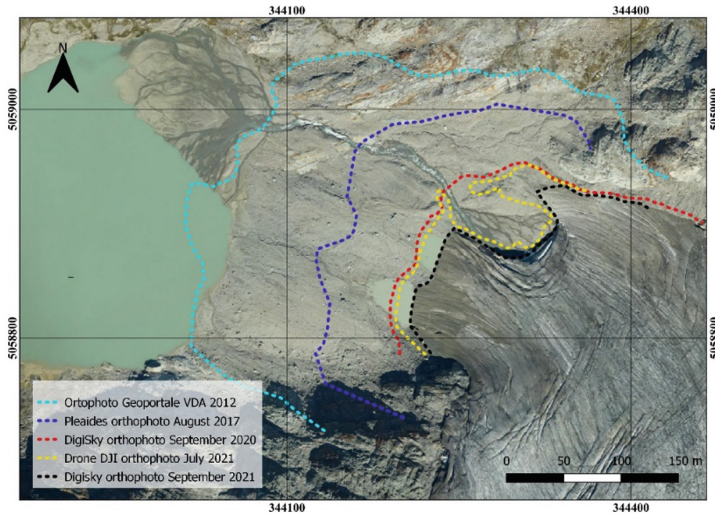 344100
344400
N
5059000
5059000
5058800
5058800
Ortophoto Geoportale VDA 2012
Pleaides orthophoto August 2017
DigiSky orthophoto September 2020
Drone DJI orthophoto July 2021
Digisky orthophoto September 2021
0 50 100 150 m
344100
344400